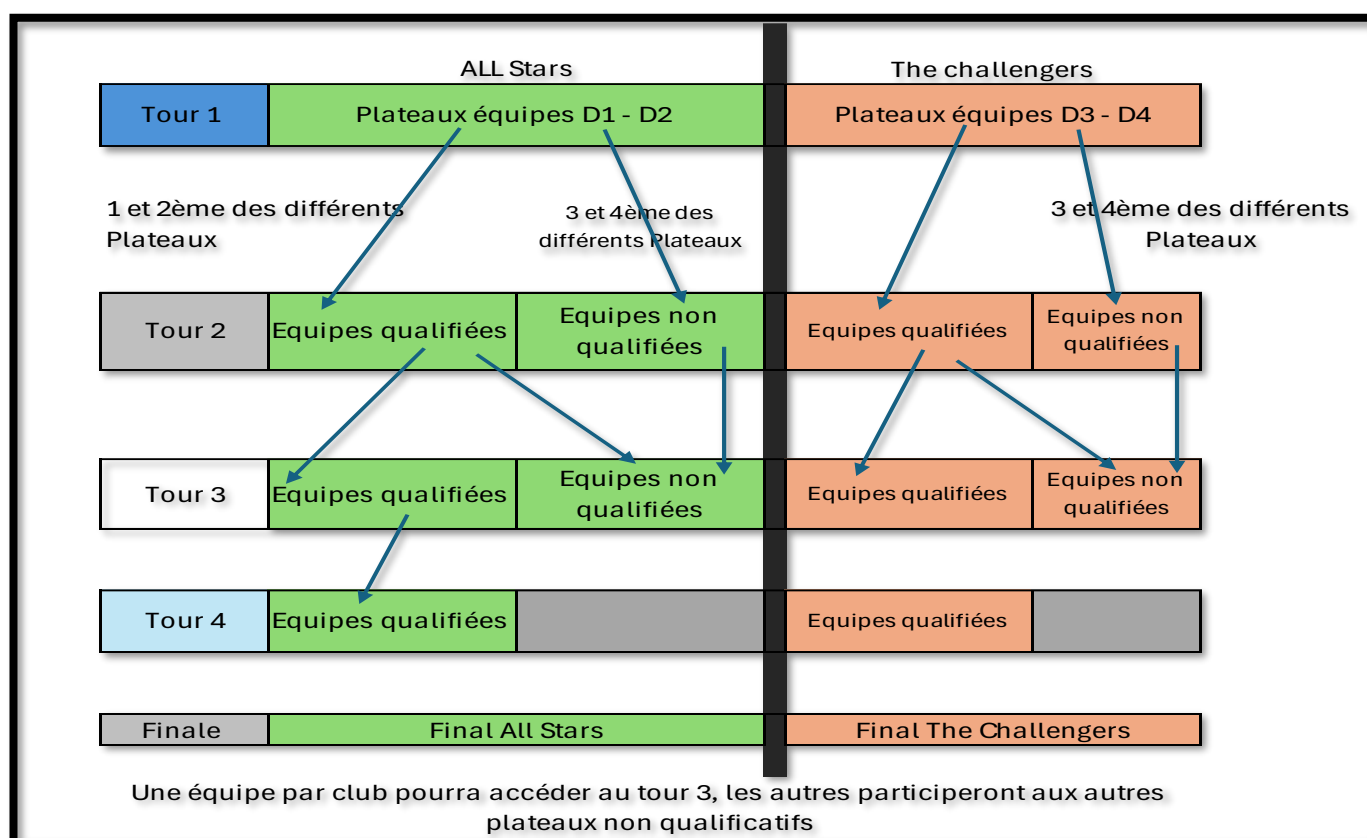 ALL Stars
The challengers
Tour 1
Plateaux équipes D1 - D2
Plateaux équipes D3 - D4
1 et 2ème des différents
Plateaux
3 et 4ème des
différents Plateaux
3 et 4ème des différents
Plateaux
Tour 2
Equipes qualifiées
Equipes non
qualifiées
Equipes qualifiées
Equipes non
qualifiées
Tour 3
Equipes qualifiées
Equipes non
qualifiées
Equipes qualifiées
Equipes non
qualifiées
Tour 4
Equipes qualifiées
Equipes qualifiées
Finale
Final All Stars
Final The Challengers
Une équipe par club pourra accéder au tour 3, les autres participeront aux autres
plateaux non qualificatifs